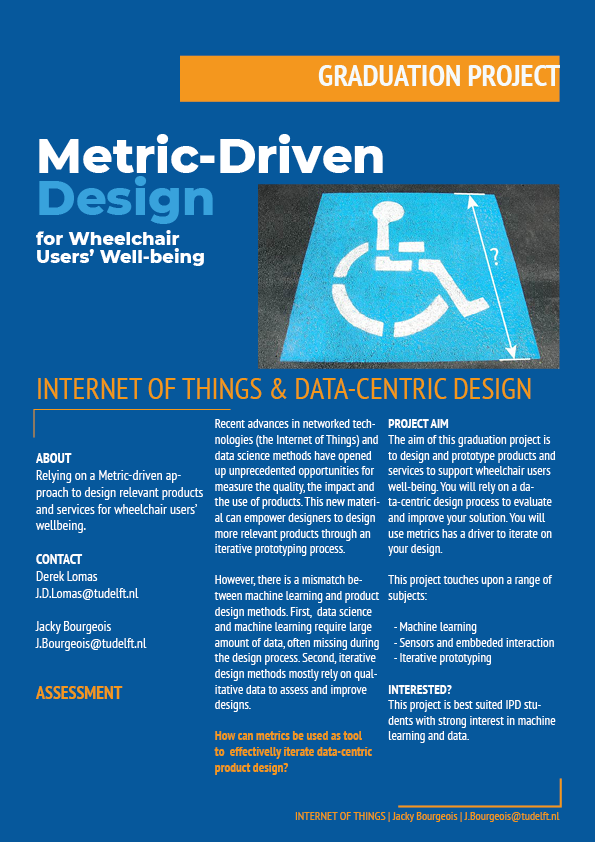 GRADUATION PROJECT
Metric-Driven
Design
for Wheelchair
Users' Well-being
?
INTERNET OF THINGS & DATA-CENTRIC DESIGN
ABOUT
Relying on a Metric-driven ap-
proach to design relevant products
and services for wheelchair users'
wellbeing.
CONTACT
Derek Lomas
J.D.Lomas@tudelft.nl
Jacky Bourgeois
J.Bourgeois@tudelft.nl
ASSESSMENT
Recent advances in networked tech-
nologies (the Internet of Things) and
data science methods have opened
up unprecedented opportunities for
measure the quality, the impact and
the use of products. This new materi-
al can empower designers to design
more relevant products through an
iterative prototyping process.
However, there is a mismatch be-
tween machine learning and product
design methods. First,  data science
and machine learning require large
amount of data, often missing during
the design process. Second, iterative
design methods mostly rely on qual-
itative data to assess and improve
designs.
How can metrics be used as tool
to  effectivelly iterate data-centric
product design?
PROJECT AIM
The aim of this graduation project is
to design and prototype products and
services to support wheelchair users
well-being. You will rely on a da-
ta-centric design process to evaluate
and improve your solution. You will
use metrics has a driver to iterate on
your design.
This project touches upon a range of
subjects:
- Machine learning
- Sensors and embbeded interaction
- Iterative prototyping
INTERESTED?
This project is best suited IPD stu-
dents with strong interest in machine
learning and data.
INTERNET OF THINGS | Jacky Bourgeois | J.Bourgeois@tudelft.nl